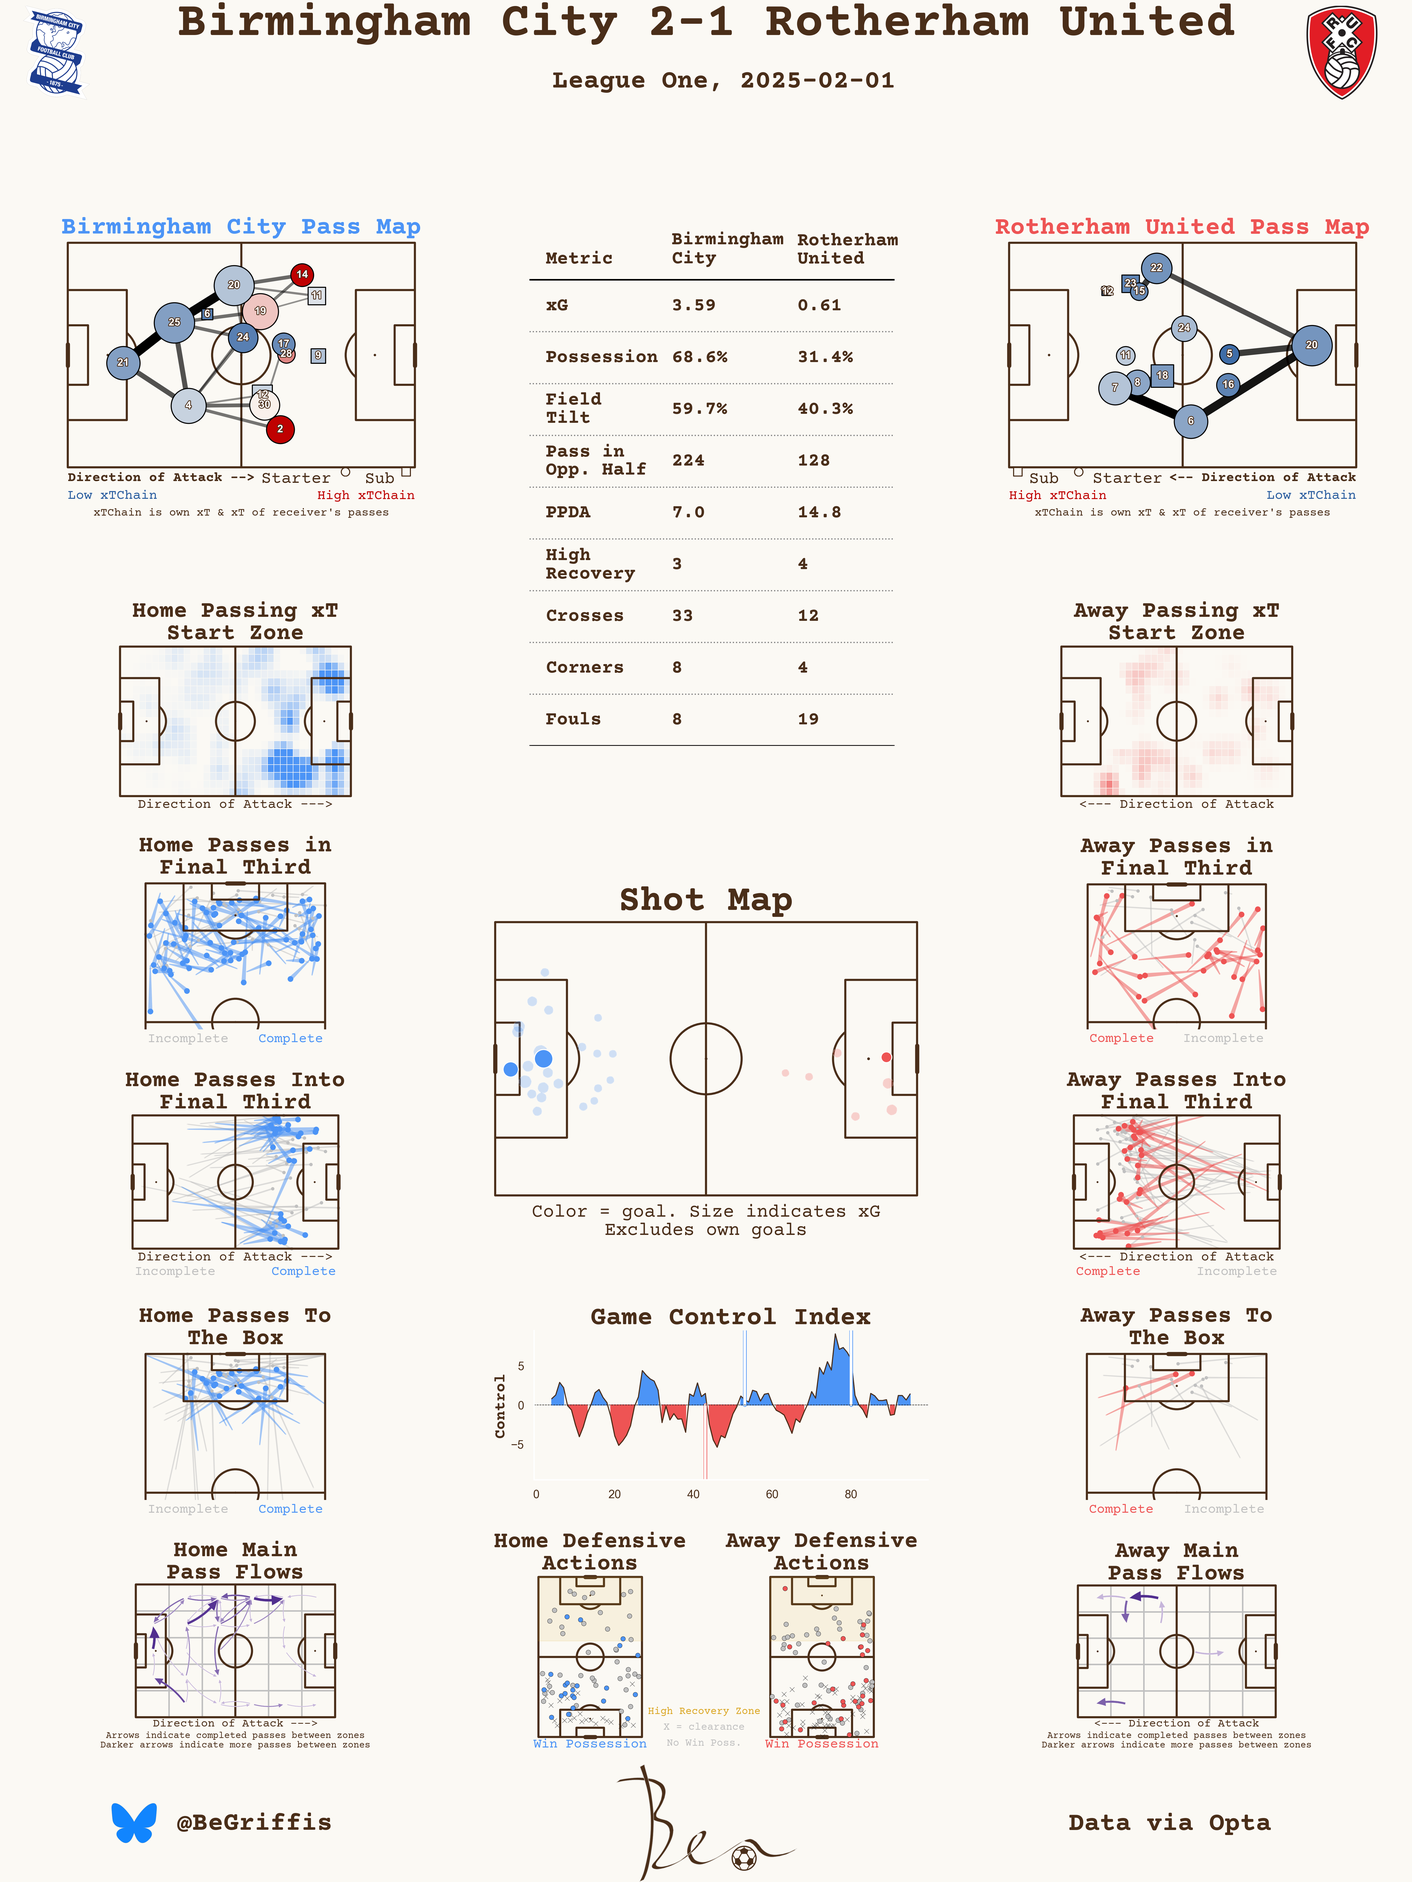 Birmingham City 2-1 Rotherham United
League One, 2025-02-01
BIRMINGHAM CITY
FOOTBALL CLUB
1875
R U
F C
Birmingham City Pass Map
20
14
11
19
25
6
24
17
28
9
21
12
4
30
2
Direction of Attack --> Starter Sub
Low xTChain High xTChain
xTChain is own xT & xT of receiver's passes
Metric Birmingham City Rotherham United
xG 3.59 0.61
Possession 68.6% 31.4%
Field Tilt 59.7% 40.3%
Pass in Opp. Half 224 128
PPDA 7.0 14.8
High Recovery 3 4
Crosses 33 12
Corners 8 4
Fouls 8 19
Rotherham United Pass Map
22
23
12
15
24
20
11
5
18
8
7
16
6
Sub Starter <-- Direction of Attack
High xTChain Low xTChain
xTChain is own xT & xT of receiver's passes
Home Passing xT
Start Zone
Direction of Attack --->
Away Passing xT
Start Zone
<--- Direction of Attack
Home Passes in
Final Third
Incomplete Complete
Away Passes in
Final Third
Complete Incomplete
Shot Map
Color = goal. Size indicates xG
Excludes own goals
Home Passes Into
Final Third
Direction of Attack --->
Incomplete Complete
Away Passes Into
Final Third
<--- Direction of Attack
Complete Incomplete
Home Passes To
The Box
Incomplete Complete
Game Control Index
Control
5
0
−5
0 20 40 60 80
Away Passes To
The Box
Complete Incomplete
Home Main
Pass Flows
Direction of Attack --->
Arrows indicate completed passes between zones
Darker arrows indicate more passes between zones
Home Defensive
Actions
Win Possession
High Recovery Zone
X = clearance
No Win Poss.
Away Defensive
Actions
Win Possession
Away Main
Pass Flows
<--- Direction of Attack
Arrows indicate completed passes between zones
Darker arrows indicate more passes between zones
@BeGriffis
Ben
Data via Opta